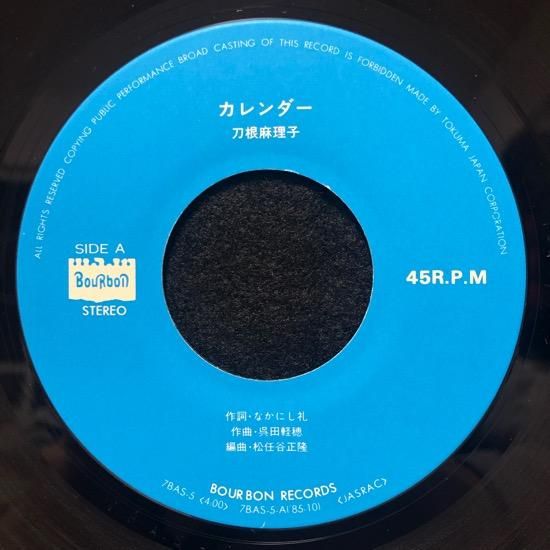 ALL RIGHTS RESERVED COPYING PUBLIC PERFORMANCE BROAD CASTING OF THIS RECORD IS FORBIDDEN MADE BY TOKUMA JAPAN CORPORATION
カレンダー
刀根麻理子
SIDE A
BOURBON
STEREO
45R.P.M
作詞・なかにし礼
作曲・呉田軽穂
編曲・松任谷正隆
BOURBON RECORDS
7BAS-5 <4:00> 7BAS-5-A('85·10) <JASRAC>